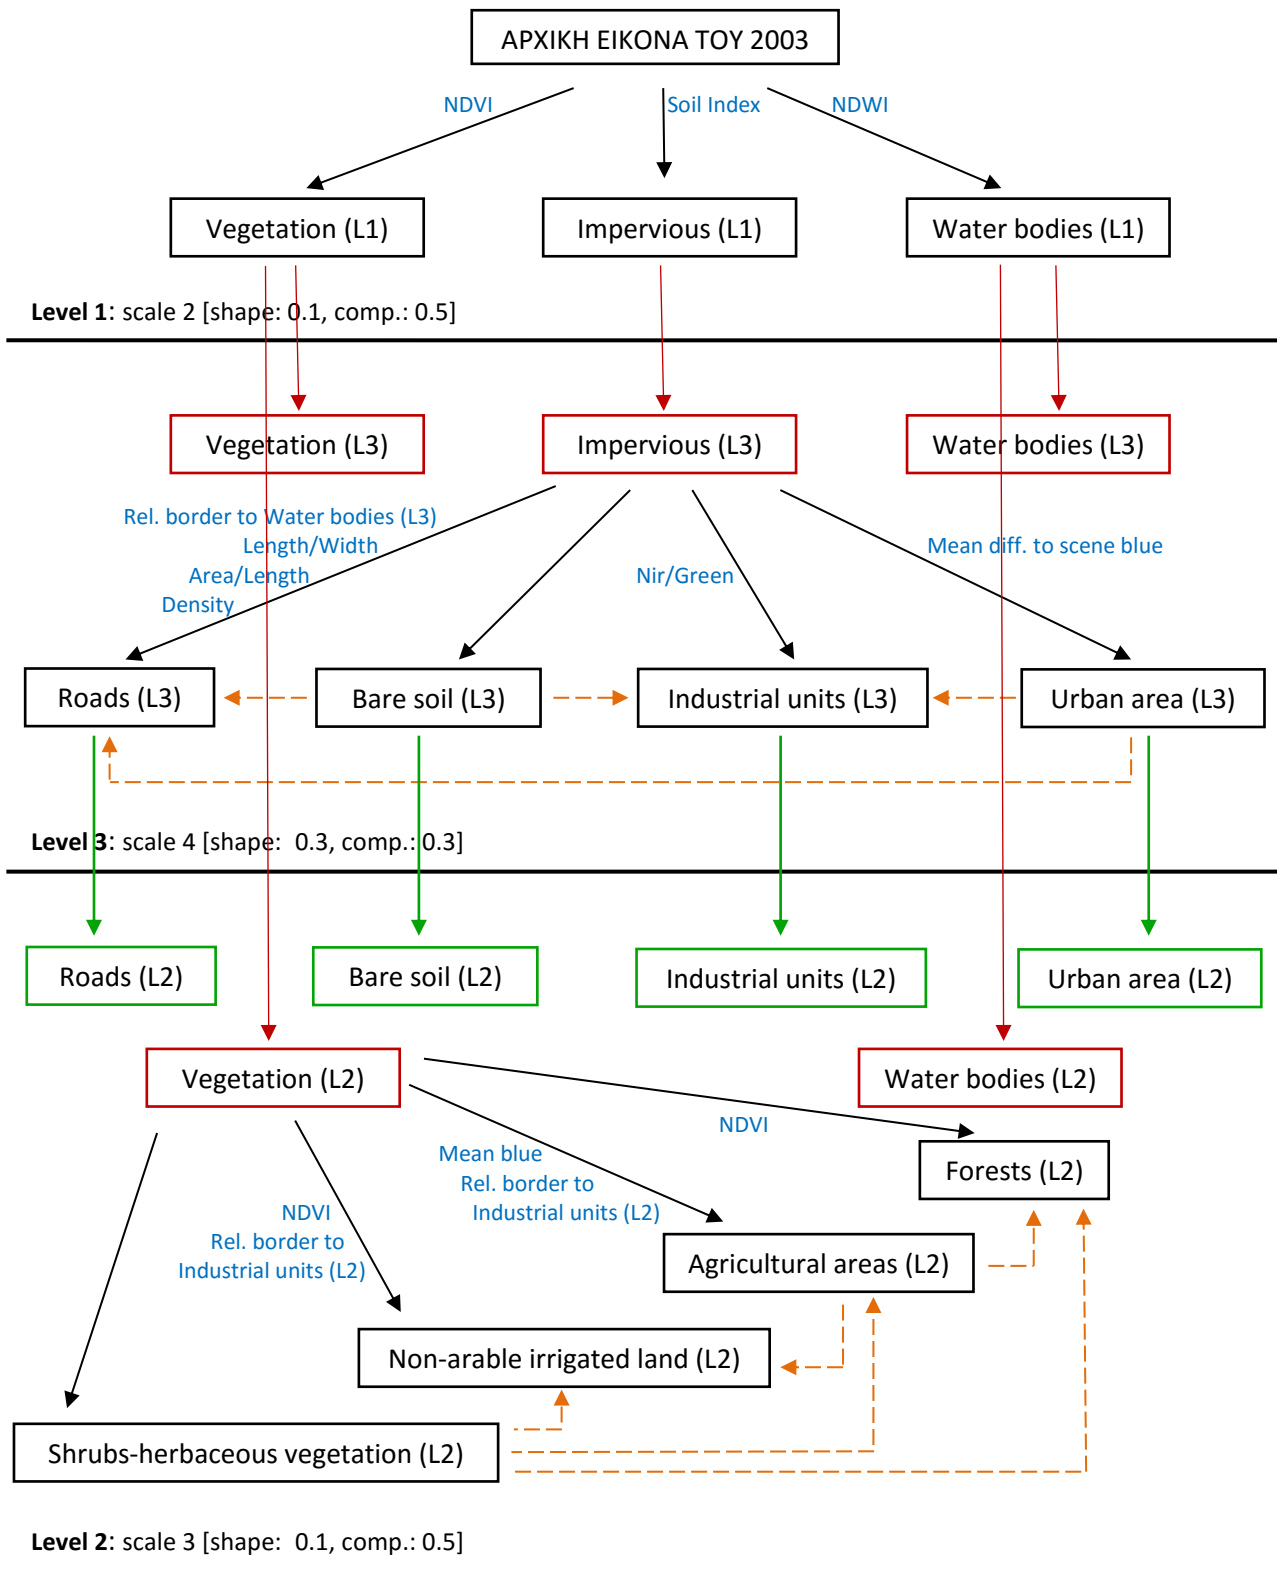 ΑΡΧΙΚΗ ΕΙΚΟΝΑ ΤΟΥ 2003
NDVI
Soil Index
NDWI
Vegetation (L1)
Impervious (L1)
Water bodies (L1)
Level 1: scale 2 [shape: 0.1, comp.: 0.5]
Vegetation (L3)
Impervious (L3)
Water bodies (L3)
Rel. border to Water bodies (L3)
Length/Width
Area/Length
Density
Nir/Green
Mean diff. to scene blue
Roads (L3)
Bare soil (L3)
Industrial units (L3)
Urban area (L3)
Level 3: scale 4 [shape:  0.3, comp.: 0.3]
Roads (L2)
Bare soil (L2)
Industrial units (L2)
Urban area (L2)
Vegetation (L2)
Water bodies (L2)
NDVI
Forests (L2)
Mean blue
Rel. border to
Industrial units (L2)
NDVI
Rel. border to
Industrial units (L2)
Agricultural areas (L2)
Non-arable irrigated land (L2)
Shrubs-herbaceous vegetation (L2)
Level 2: scale 3 [shape:  0.1, comp.: 0.5]